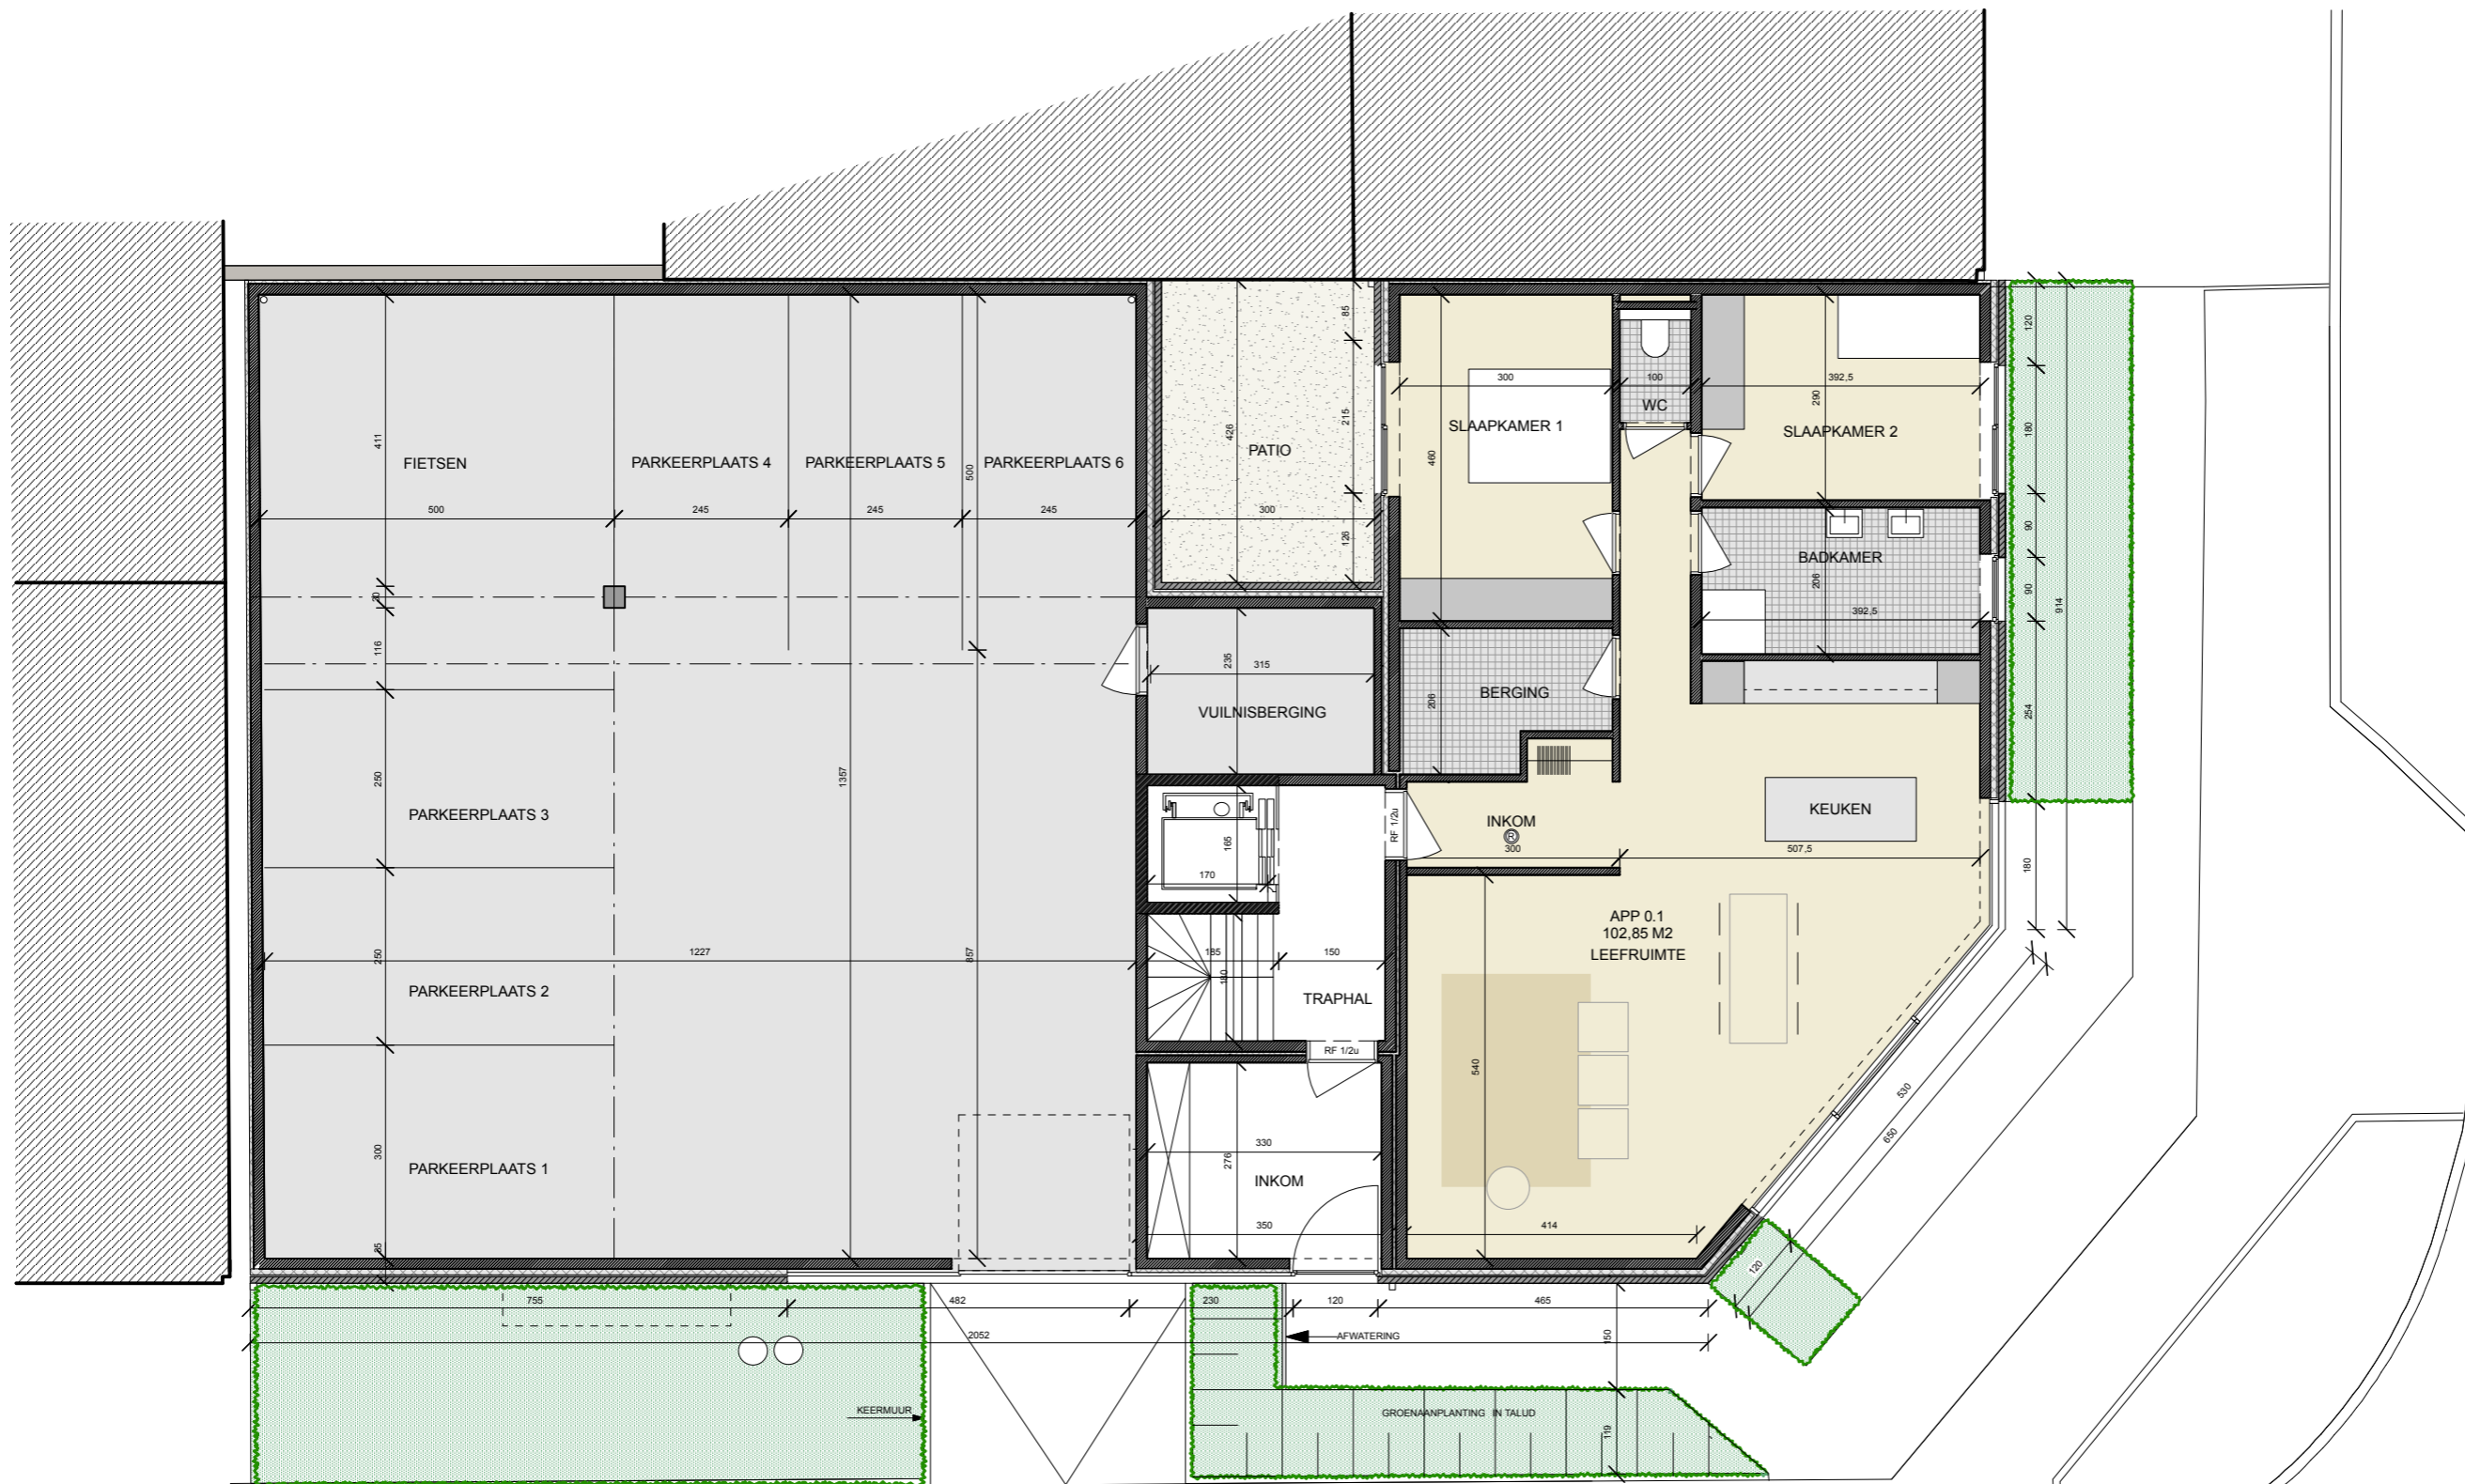 120
85
411
300
100
392,5
290
215
180
SLAAPKAMER 1
WC
SLAAPKAMER 2
426
PATIO
460
FIETSEN
PARKEERPLAATS 4
PARKEERPLAATS 5
PARKEERPLAATS 6
500
500
245
245
245
300
126
90
BADKAMER
206
90
914
392,5
20
116
235
315
206
BERGING
VUILNISBERGING
254
250
1357
PARKEERPLAATS 3
165
170
RF 1/2u
INKOM
R
300
KEUKEN
507,5
180
APP 0.1
102,85 M2
LEEFRUIMTE
250
1227
857
185
150
180
PARKEERPLAATS 2
TRAPHAL
RF 1/2u
540
530
650
300
PARKEERPLAATS 1
330
276
INKOM
350
414
85
120
755
482
230
120
465
2052
AFWATERING
150
KEERMUUR
GROENAANPLANTING IN TALUD
119